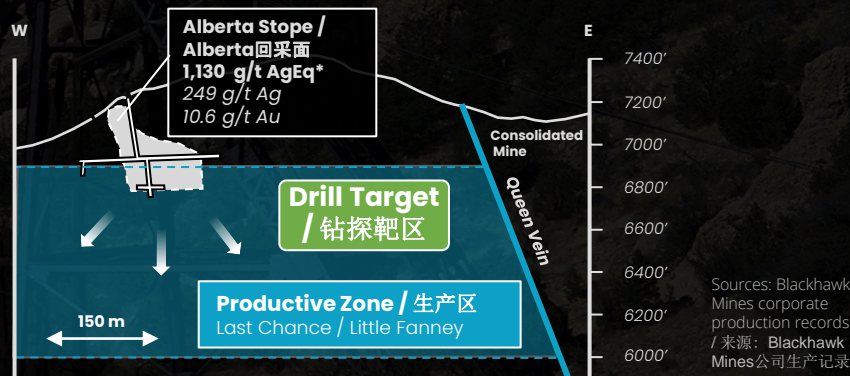 W
E
Alberta Stope /
Alberta回采面
1,130 g/t AgEq*
249 g/t Ag
10.6 g/t Au
7400’
7200’
7000’
6800’
6600’
6400’
6200’
6000’
Consolidated
Mine
Queen Vein
Drill Target
/ 钻探靶区
Productive Zone / 生产区
Last Chance / Little Fanney
150 m
Sources: Blackhawk
Mines corporate
production records
/ 来源：Blackhawk
Mines公司生产记录